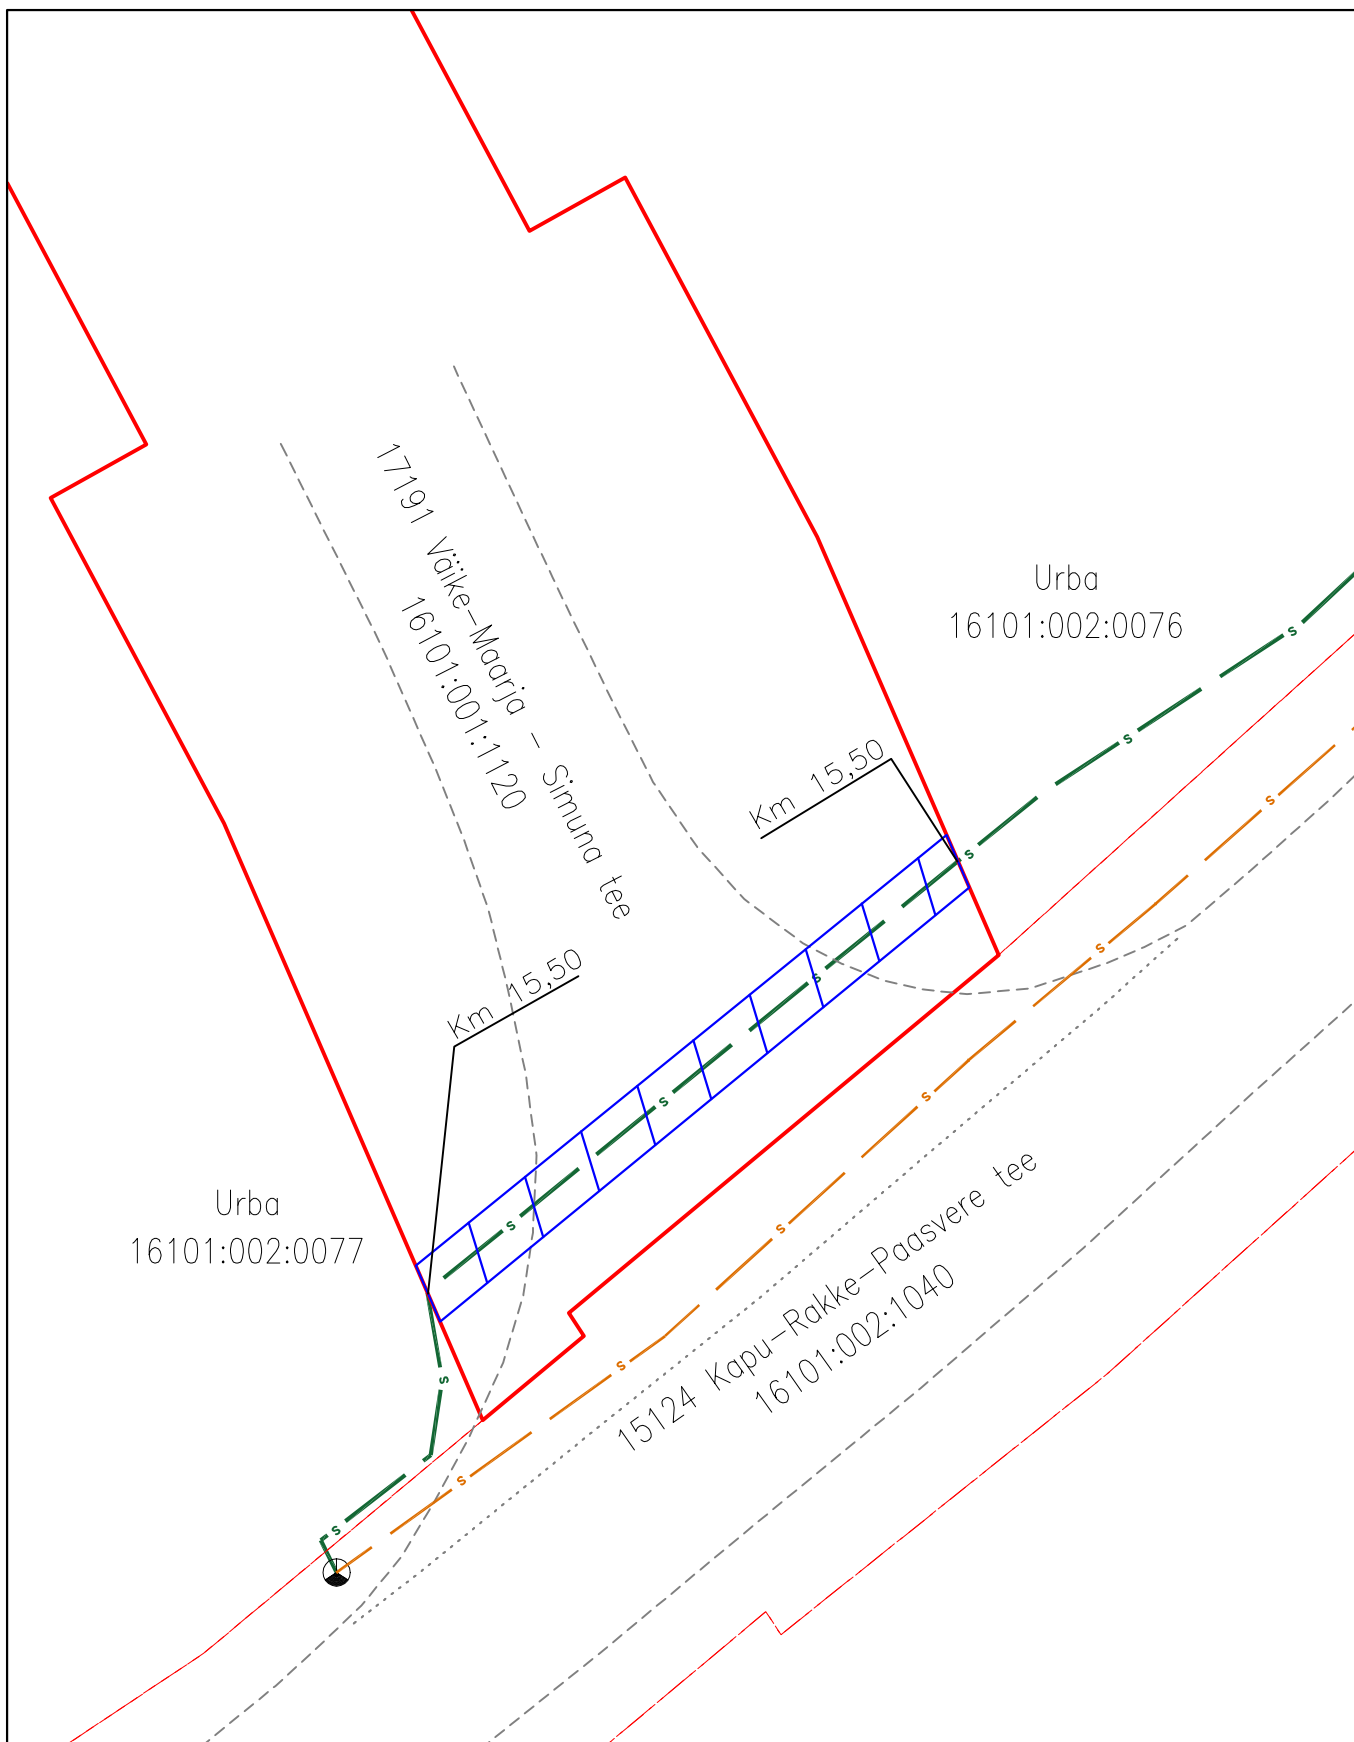 17191 Väike-Maarja - Simuna tee
16101:001:1120
Urba
16101:002:0076
Km 15,50
s
s
s
s
s
Km 15,50
s
s
s
s
Urba
16101:002:0077
s
s
s
s
s
s
15124 Kapu-Rakke-Paasvere tee
16101:002:1040